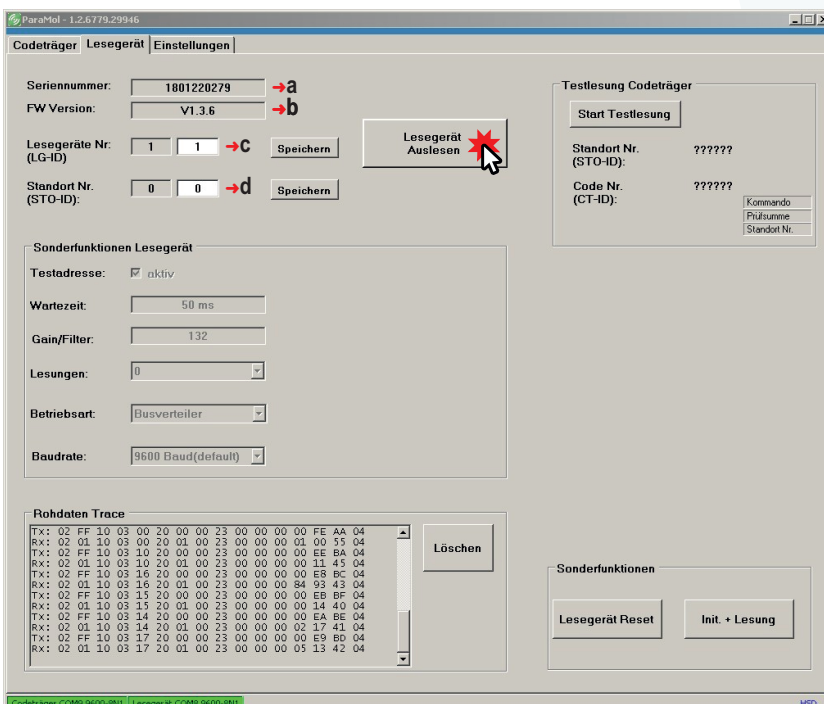 ParaMol - 1.2.6779.29946
Codeträger Lesegerät Einstellungen
Seriennummer: 1801220279 a
FW Version: V1.3.6 b
Lesegeräte Nr: 1 1 c Speichern
(LG-ID)
Standort Nr. 0 0 d Speichern
(STO-ID):
Lesegerät
Auslesen
Testlesung Codeträger
Start Testlesung
Standort Nr. ??????
(STO-ID):
Code Nr. ??????
(CT-ID):
Kommando
Prüfsumme
Standort Nr.
Sonderfunktionen Lesegerät
Testadresse: aktiv
Wartezeit: 50 ms
Gain/Filter: 132
Lesungen: 0
Betriebsart: Busverteiler
Baudrate: 9600 Baud(default)
Rohdaten Trace
Tx: 02 FF 10 03 00 20 00 00 23 00 00 00 00 FE AA 04
Rx: 02 01 10 03 00 20 01 00 23 00 00 00 01 00 55 04
Tx: 02 FF 10 03 10 20 00 00 23 00 00 00 00 EE BA 04
Rx: 02 01 10 03 10 20 01 00 23 00 00 00 00 11 45 04
Tx: 02 FF 10 03 16 20 00 00 23 00 00 00 00 E8 BC 04
Rx: 02 01 10 03 16 20 01 00 23 00 00 00 84 93 43 04
Tx: 02 FF 10 03 15 20 00 00 23 00 00 00 00 EB BF 04
Rx: 02 01 10 03 15 20 01 00 23 00 00 00 00 14 40 04
Tx: 02 FF 10 03 14 20 00 00 23 00 00 00 00 EA BE 04
Rx: 02 01 10 03 14 20 01 00 23 00 00 00 02 17 41 04
Tx: 02 FF 10 03 17 20 00 00 23 00 00 00 00 E9 BD 04
Rx: 02 01 10 03 17 20 01 00 23 00 00 00 05 13 42 04
Löschen
Sonderfunktionen
Lesegerät Reset Init. + Lesung
Codeträger COM9 9600-8N1 Lesegerät COM8 9600-8N1 HSD